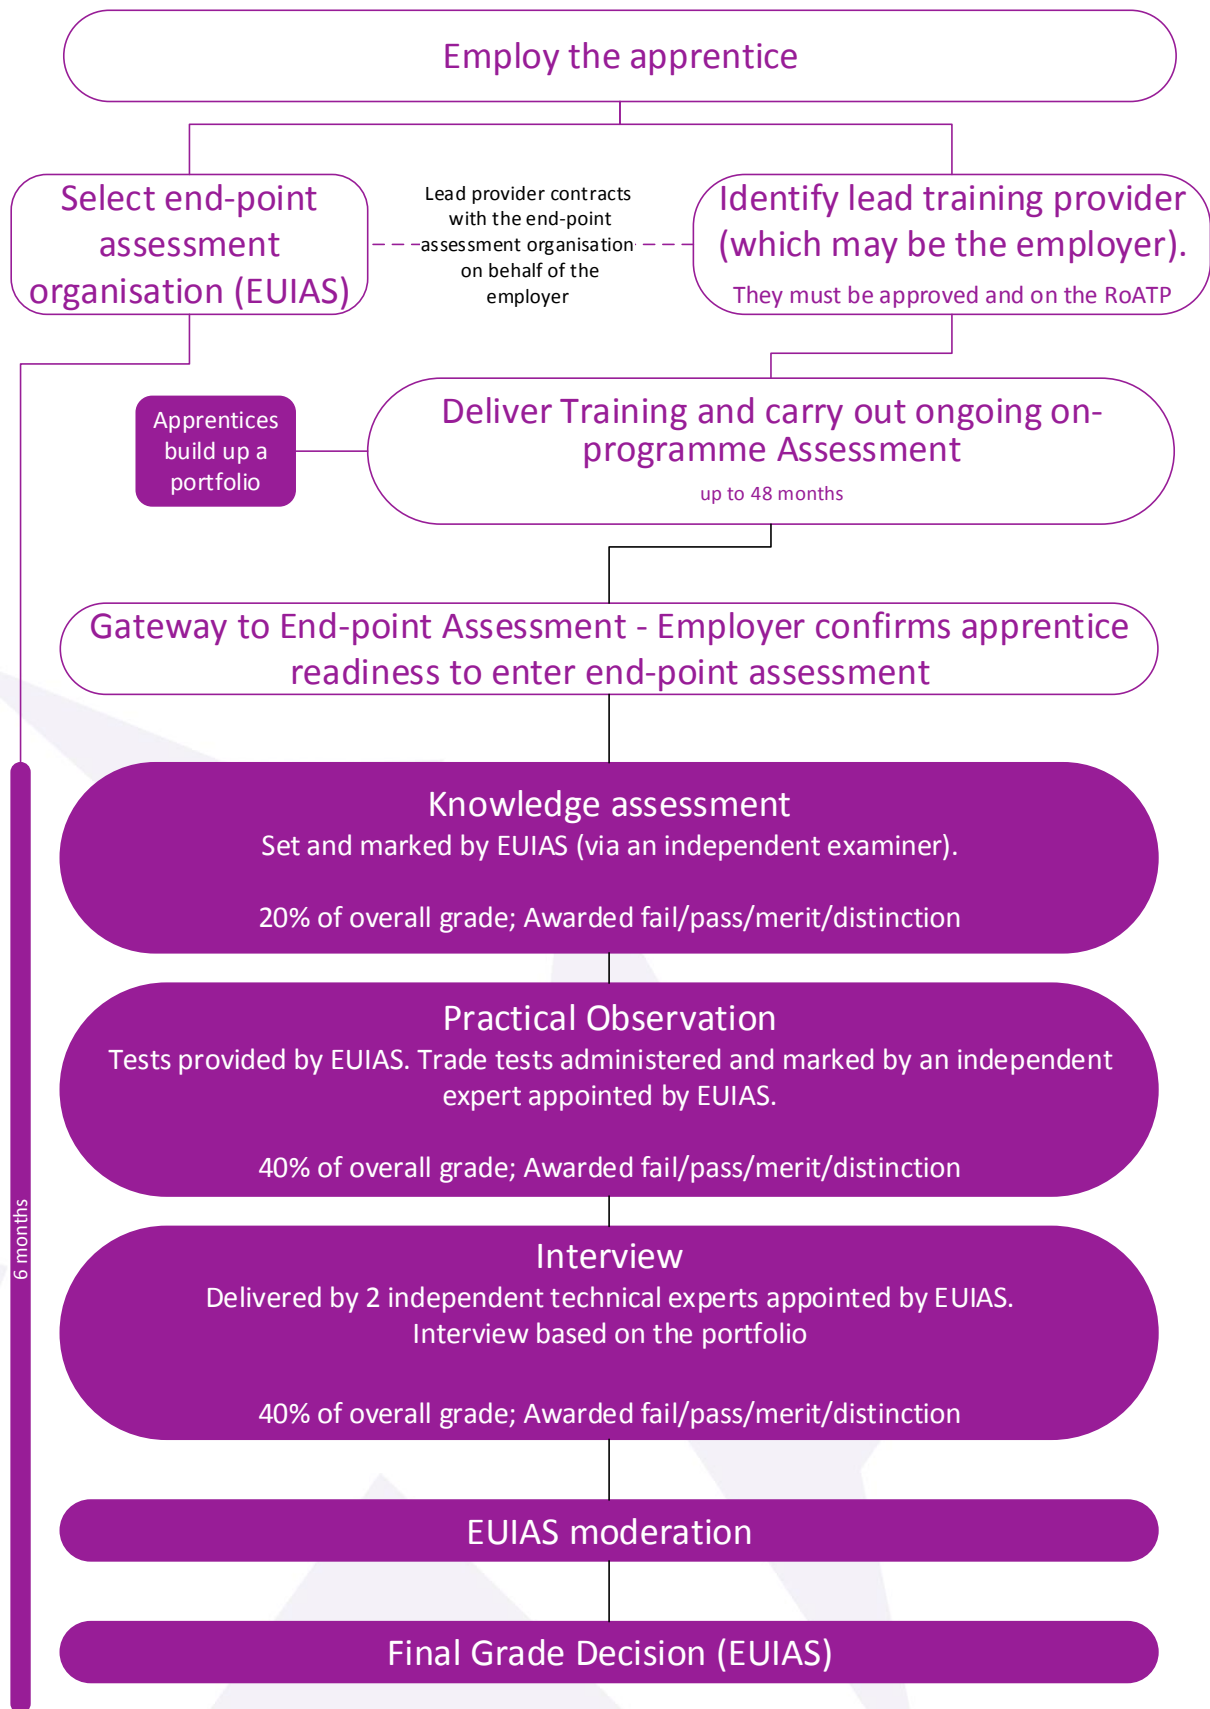 Employ the apprentice
Select end-point
assessment
organisation (EUIAS)
Lead provider contracts
with the end-point
assessment organisation
on behalf of the
employer
Identify lead training provider
(which may be the employer).
They must be approved and on the RoATP
Apprentices
build up a
portfolio
Deliver Training and carry out ongoing on-
programme Assessment
up to 48 months
Gateway to End-point Assessment - Employer confirms apprentice
readiness to enter end-point assessment
Knowledge assessment
Set and marked by EUIAS (via an independent examiner).
20% of overall grade; Awarded fail/pass/merit/distinction
Practical Observation
Tests provided by EUIAS. Trade tests administered and marked by an independent
expert appointed by EUIAS.
40% of overall grade; Awarded fail/pass/merit/distinction
6 months
Interview
Delivered by 2 independent technical experts appointed by EUIAS.
Interview based on the portfolio
40% of overall grade; Awarded fail/pass/merit/distinction
EUIAS moderation
Final Grade Decision (EUIAS)